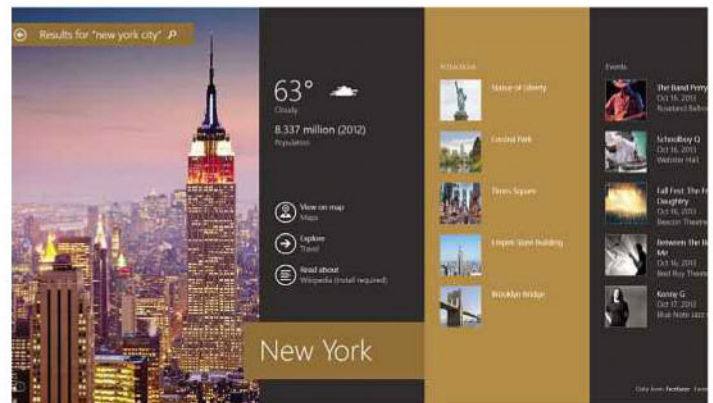 Results for "new york city"
63°
Cloudy
8.337 million (2012)
Population
View on map
Maps
Explore
Travel
Read about
Wikipedia (Install required)
New York
Attractions
Statue of Liberty
Central Park
Times Square
Empire State Building
Brooklyn Bridge
Events
The Band Perry
Oct 16, 2013
Roseland Ballro
Schoolboy Q
Oct 16, 2013
Webster Hall
Fall Fest: The
Daughtry
Oct 16, 2013
Beacon Theatre
Between The
Me
Oct 16, 2013
Best Buy Theat
Kenny G
Oct 17, 2013
Blue Note Jazz
Data from: